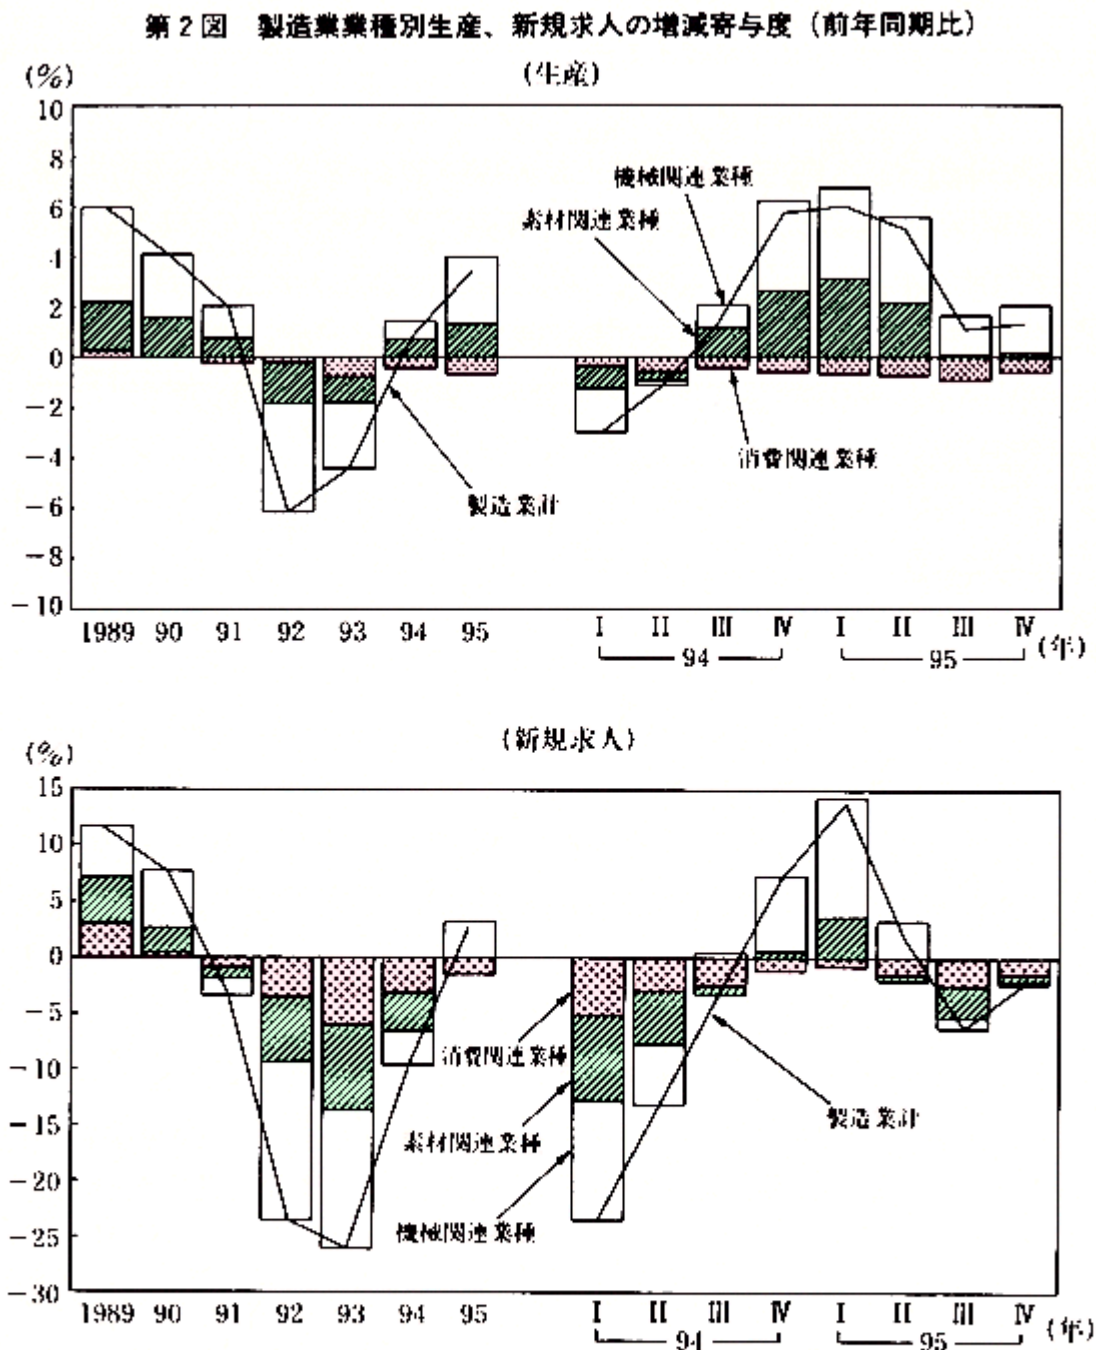 第2図 製造業業種別生産、新規求人の増減寄与度(前年同期比)
(%)
(生産)
10
8
6
4
2
0
-2
-4
-6
-8
-10
機械関連業種
素材関連業種
消費関連業種
製造業計
1989 90 91 92 93 94 95 I II III IV I II III IV (年)
94 95
(%)
(新規求人)
15
10
5
0
-5
-10
-15
-20
-25
-30
消費関連業種
素材関連業種
機械関連業種
製造業計
1989 90 91 92 93 94 95 I II III IV I II III IV (年)
94 95